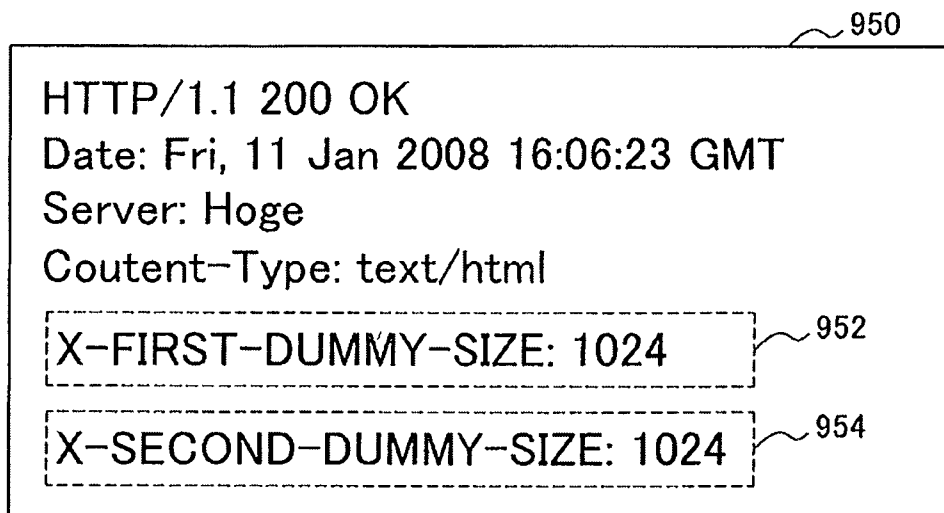 950
HTTP/1.1 200 OK
Date: Fri, 11 Jan 2008 16:06:23 GMT
Server: Hoge
Coutent-Type: text/html
X-FIRST-DUMMY-SIZE: 1024
952
X-SECOND-DUMMY-SIZE: 1024
954